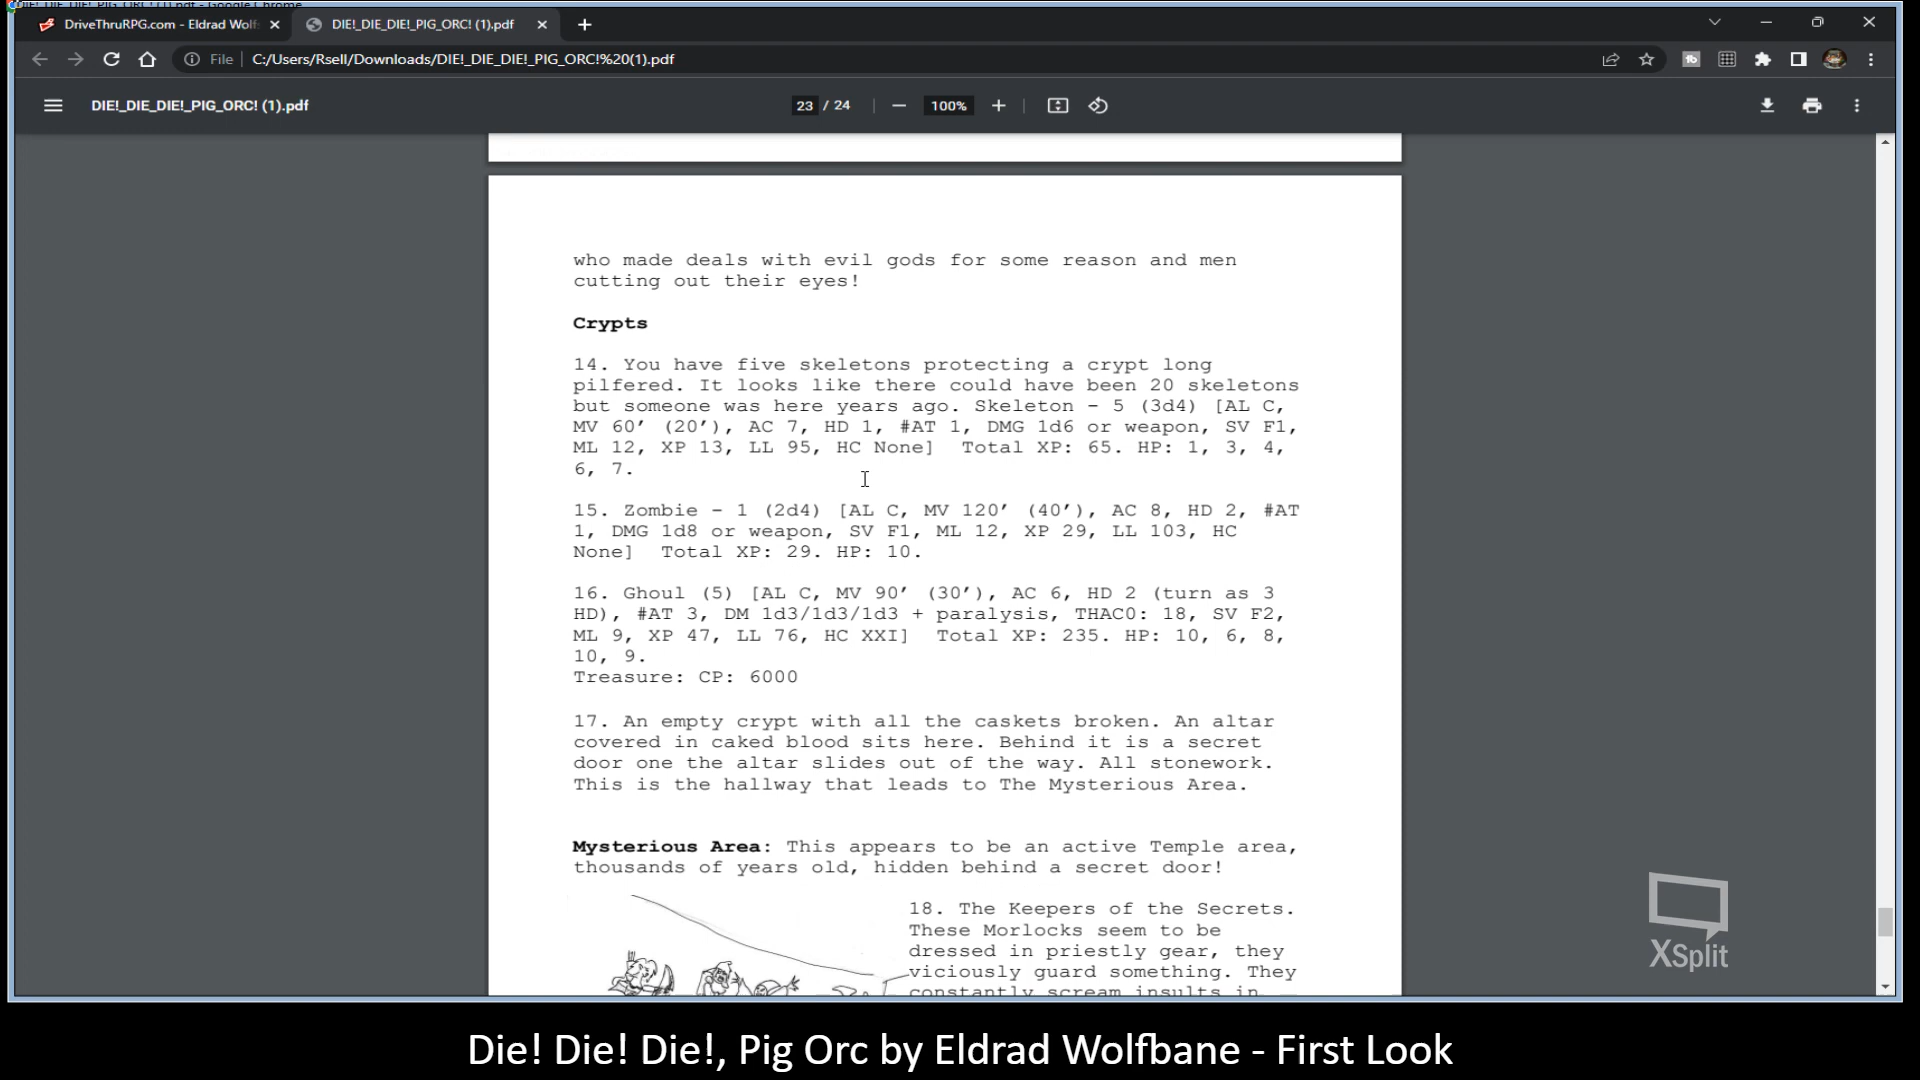 DriveThruRPG.com - Eldrad Wolf
DIE!_DIE_DIE!_PIG_ORC! (1).pdf
File
C:/Users/Rsell/Downloads/DIE!_DIE_DIE!_PIG_ORC!%20(1).pdf
DIE!_DIE_DIE!_PIG_ORC! (1).pdf
23 / 24
100%
who made deals with evil gods for some reason and men
cutting out their eyes!
Crypts
14. You have five skeletons protecting a crypt long
pilfered. It looks like there could have been 20 skeletons
but someone was here years ago. Skeleton – 5 (3d4) [AL C,
MV 60’ (20’), AC 7, HD 1, #AT 1, DMG 1d6 or weapon, SV F1,
ML 12, XP 13, LL 95, HC None] Total XP: 65. HP: 1, 3, 4,
6, 7.
15. Zombie – 1 (2d4) [AL C, MV 120’ (40’), AC 8, HD 2, #AT
1, DMG 1d8 or weapon, SV F1, ML 12, XP 29, LL 103, HC
None] Total XP: 29. HP: 10.
16. Ghoul (5) [AL C, MV 90’ (30’), AC 6, HD 2 (turn as 3
HD), #AT 3, DM 1d3/1d3/1d3 + paralysis, THAC0: 18, SV F2,
ML 9, XP 47, LL 76, HC XXI] Total XP: 235. HP: 10, 6, 8,
10, 9.
Treasure: CP: 6000
17. An empty crypt with all the caskets broken. An altar
covered in caked blood sits here. Behind it is a secret
door one the altar slides out of the way. All stonework.
This is the hallway that leads to The Mysterious Area.
Mysterious Area: This appears to be an active Temple area,
thousands of years old, hidden behind a secret door!
18. The Keepers of the Secrets.
These Morlocks seem to be
dressed in priestly gear, they
viciously guard something. They
constantly scream insults in
XSplit
Die! Die! Die!, Pig Orc by Eldrad Wolfbane - First Look